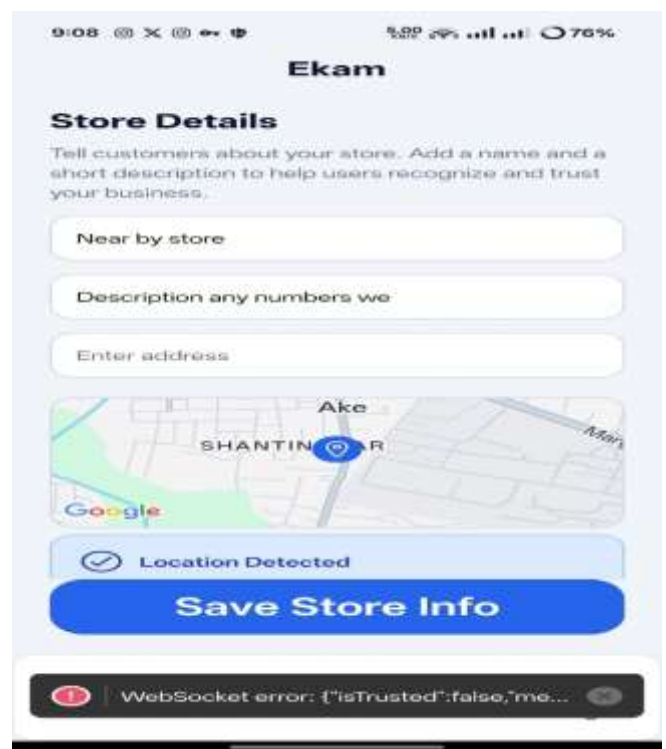 9:08 76%
Ekam
Store Details
Tell customers about your store. Add a name and a
short description to help users recognize and trust
your business.
Near by store
Description any numbers we
Enter address
Ake
SHANTIN AR
Google
Location Detected
Save Store Info
WebSocket error: {"isTrusted":false,"me...